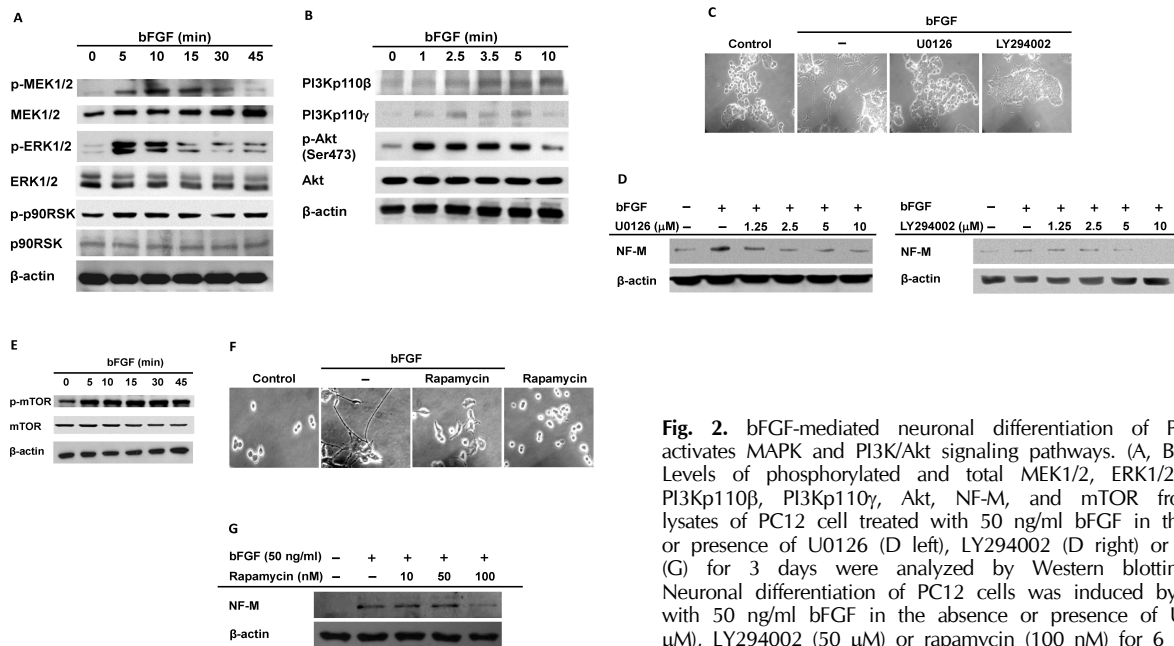 A
bFGF (min)
0 5 10 15 30 45
p-MEK1/2
MEK1/2
p-ERK1/2
ERK1/2
p-p90RSK
p90RSK
β-actin
B
bFGF (min)
0 1 2.5 3.5 5 10
PI3Kp110β
PI3Kp110γ
p-Akt
(Ser473)
Akt
β-actin
C
bFGF
Control – U0126 LY294002
D
bFGF – + + + + +
U0126 (μM) – – 1.25 2.5 5 10
NF-M
β-actin
bFGF – + + + + +
LY294002 (μM) – – 1.25 2.5 5 10
NF-M
β-actin
E
bFGF (min)
0 5 10 15 30 45
p-mTOR
mTOR
β-actin
F
bFGF
Control – Rapamycin Rapamycin
G
bFGF (50 ng/ml) – + + + +
Rapamycin (nM) – – 10 50 100
NF-M
β-actin
Fig. 2. bFGF-mediated neuronal differentiation of
activates MAPK and PI3K/Akt signaling pathways. (A, B
Levels of phosphorylated and total MEK1/2, ERK1/2
PI3Kp110β, PI3Kp110γ, Akt, NF-M, and mTOR
lysates of PC12 cell treated with 50 ng/ml bFGF in
or presence of U0126 (D left), LY294002 (D right) or
(G) for 3 days were analyzed by Western
Neuronal differentiation of PC12 cells was induced by
with 50 ng/ml bFGF in the absence or presence of
μM), LY294002 (50 μM) or rapamycin (100 nM) for 6